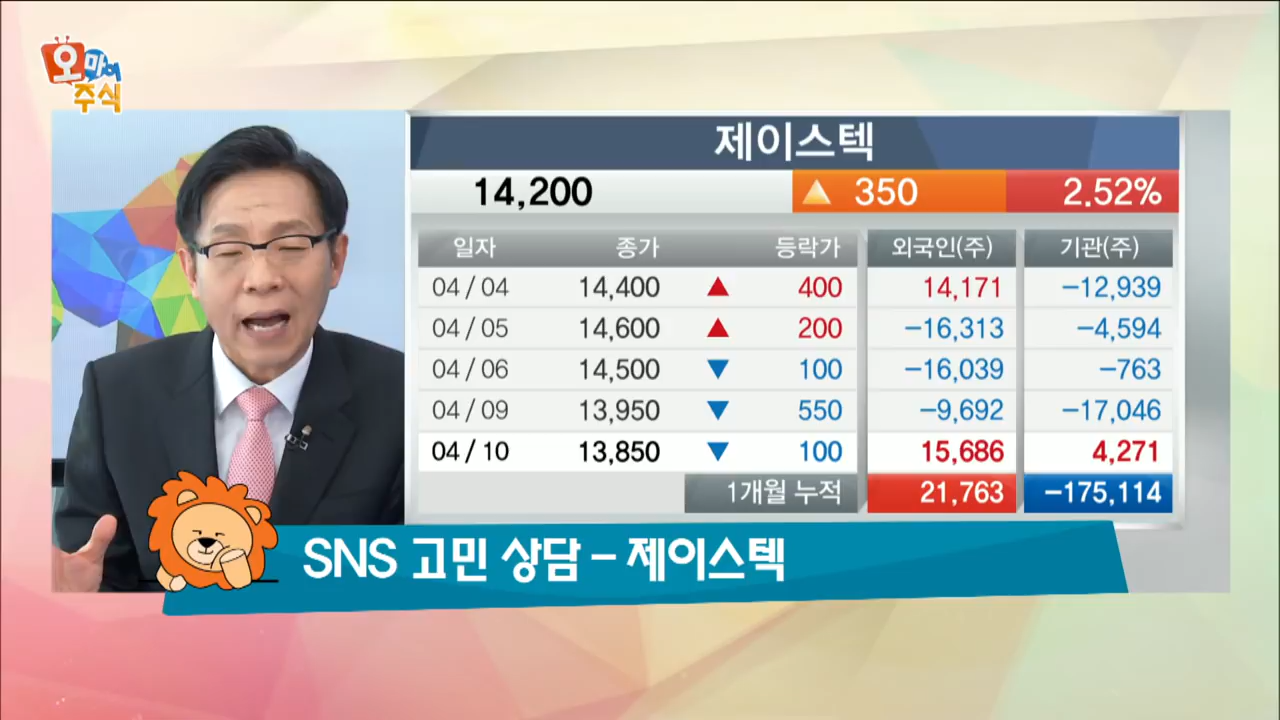 오마이
주식
제이스텍
14,200 ▲ 350 2.52%
일자 종가 등락가 외국인(주) 기관(주)
04 / 04 14,400 ▲ 400 14,171 −12,939
04 / 05 14,600 ▲ 200 −16,313 −4,594
04 / 06 14,500 ▼ 100 −16,039 −763
04 / 09 13,950 ▼ 550 −9,692 −17,046
04 / 10 13,850 ▼ 100 15,686 4,271
1개월 누적 21,763 −175,114
SNS 고민 상담 – 제이스텍